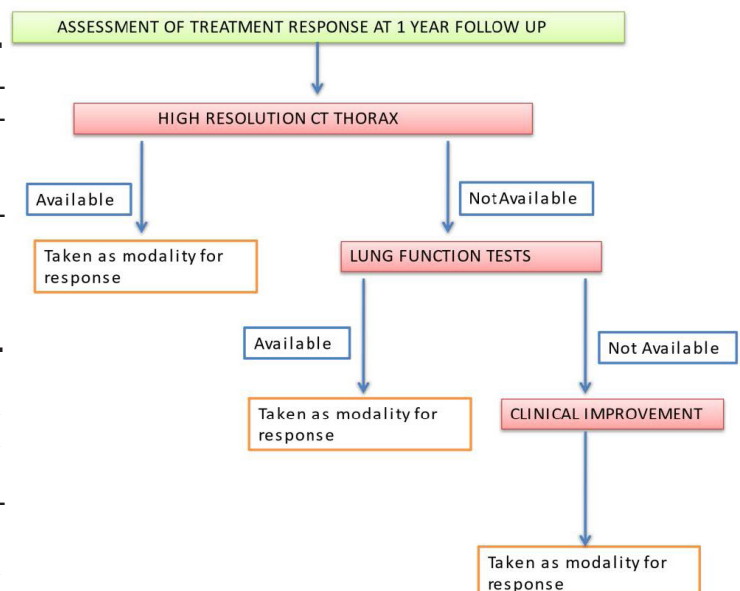 ASSESSMENT OF TREATMENT RESPONSE AT 1 YEAR FOLLOW UP
HIGH RESOLUTION CT THORAX
Available
NotAvailable
Taken as modality for
response
LUNG FUNCTION TESTS
Available
Not Available
Taken as modality for
response
CLINICAL IMPROVEMENT
Taken as modality for
response